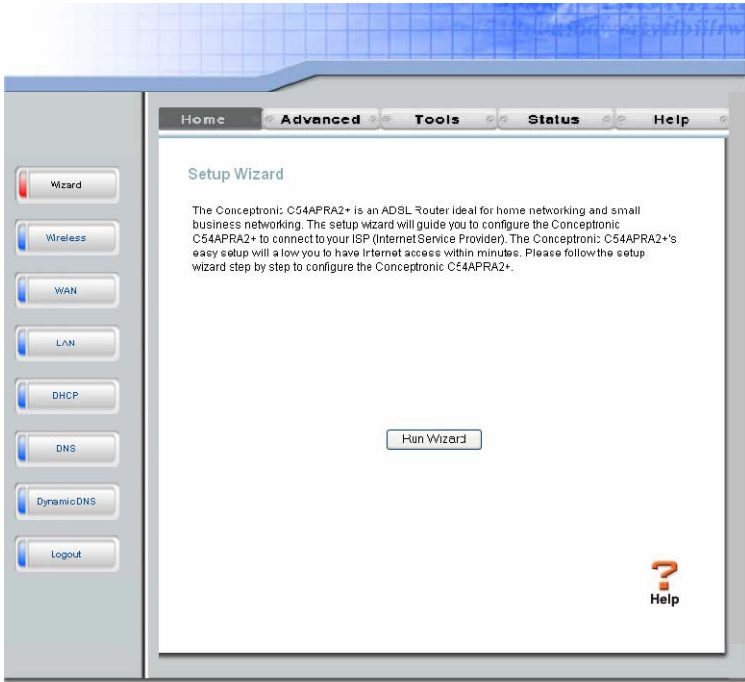 Home Advanced Tools Status Help
Wizard
Wireless
WAN
LAN
DHCP
DNS
DynamicDNS
Logout
Setup Wizard
The Conceptronic C54APRA2+ is an ADSL Router ideal for home networking and small
business networking. The setup wizard will guide you to configure the Conceptronic
C54APRA2+ to connect to your ISP (Internet Service Provider). The Conceptronic C54APRA2+'s
easy setup will allow you to have Internet access within minutes. Please follow the setup
wizard step by step to configure the Conceptronic C54APRA2+.
Run Wizard
?
Help